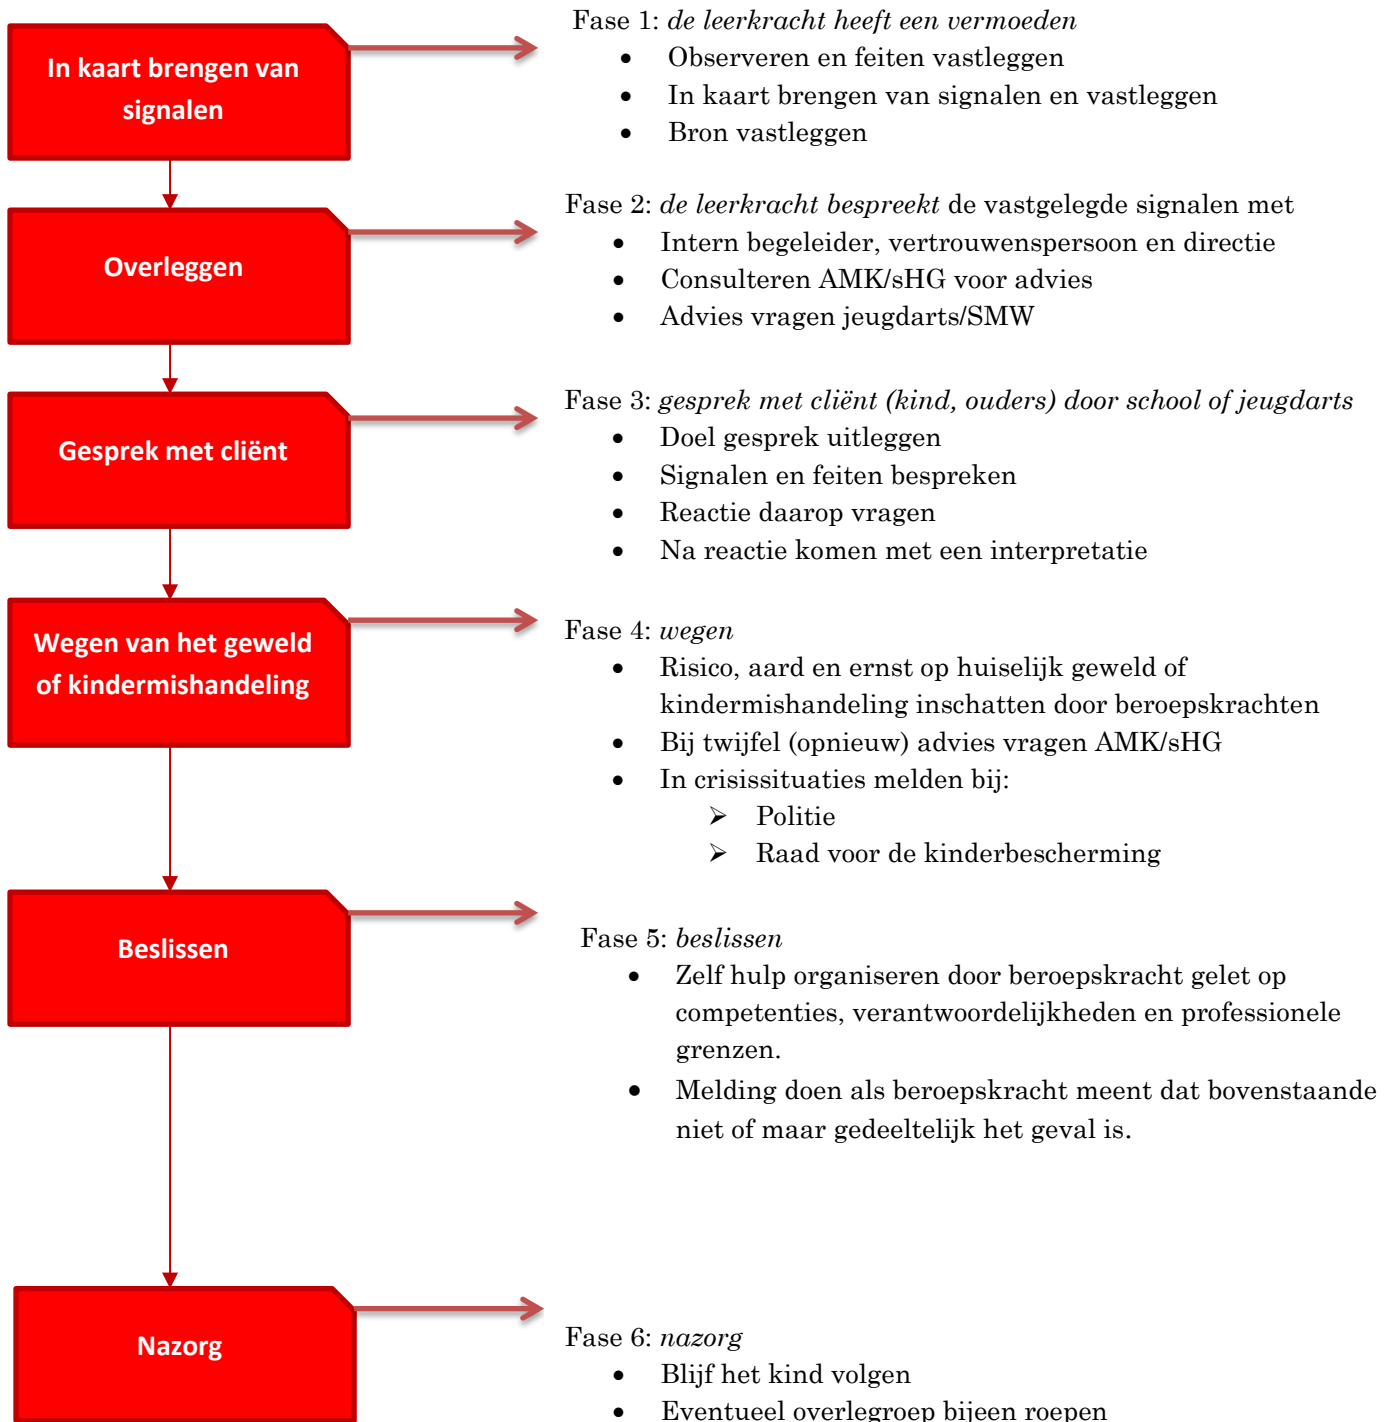 In kaart brengen van
signalen
Fase 1: de leerkracht heeft een vermoeden
• Observeren en feiten vastleggen
• In kaart brengen van signalen en vastleggen
• Bron vastleggen
Overleggen
Fase 2: de leerkracht bespreekt de vastgelegde signalen met
• Intern begeleider, vertrouwenspersoon en directie
• Consulteren AMK/sHG voor advies
• Advies vragen jeugdarts/SMW
Gesprek met cliënt
Fase 3: gesprek met cliënt (kind, ouders) door school of jeugdarts
• Doel gesprek uitleggen
• Signalen en feiten bespreken
• Reactie daarop vragen
• Na reactie komen met een interpretatie
Wegen van het geweld
of kindermishandeling
Fase 4: wegen
• Risico, aard en ernst op huiselijk geweld of
kindermishandeling inschatten door beroepskrachten
• Bij twijfel (opnieuw) advies vragen AMK/sHG
• In crisissituaties melden bij:
➢ Politie
➢ Raad voor de kinderbescherming
Beslissen
Fase 5: beslissen
• Zelf hulp organiseren door beroepskracht gelet op
competenties, verantwoordelijkheden en professionele
grenzen.
• Melding doen als beroepskracht meent dat bovenstaande
niet of maar gedeeltelijk het geval is.
Nazorg
Fase 6: nazorg
• Blijf het kind volgen
• Eventueel overlegroep bijeen roepen